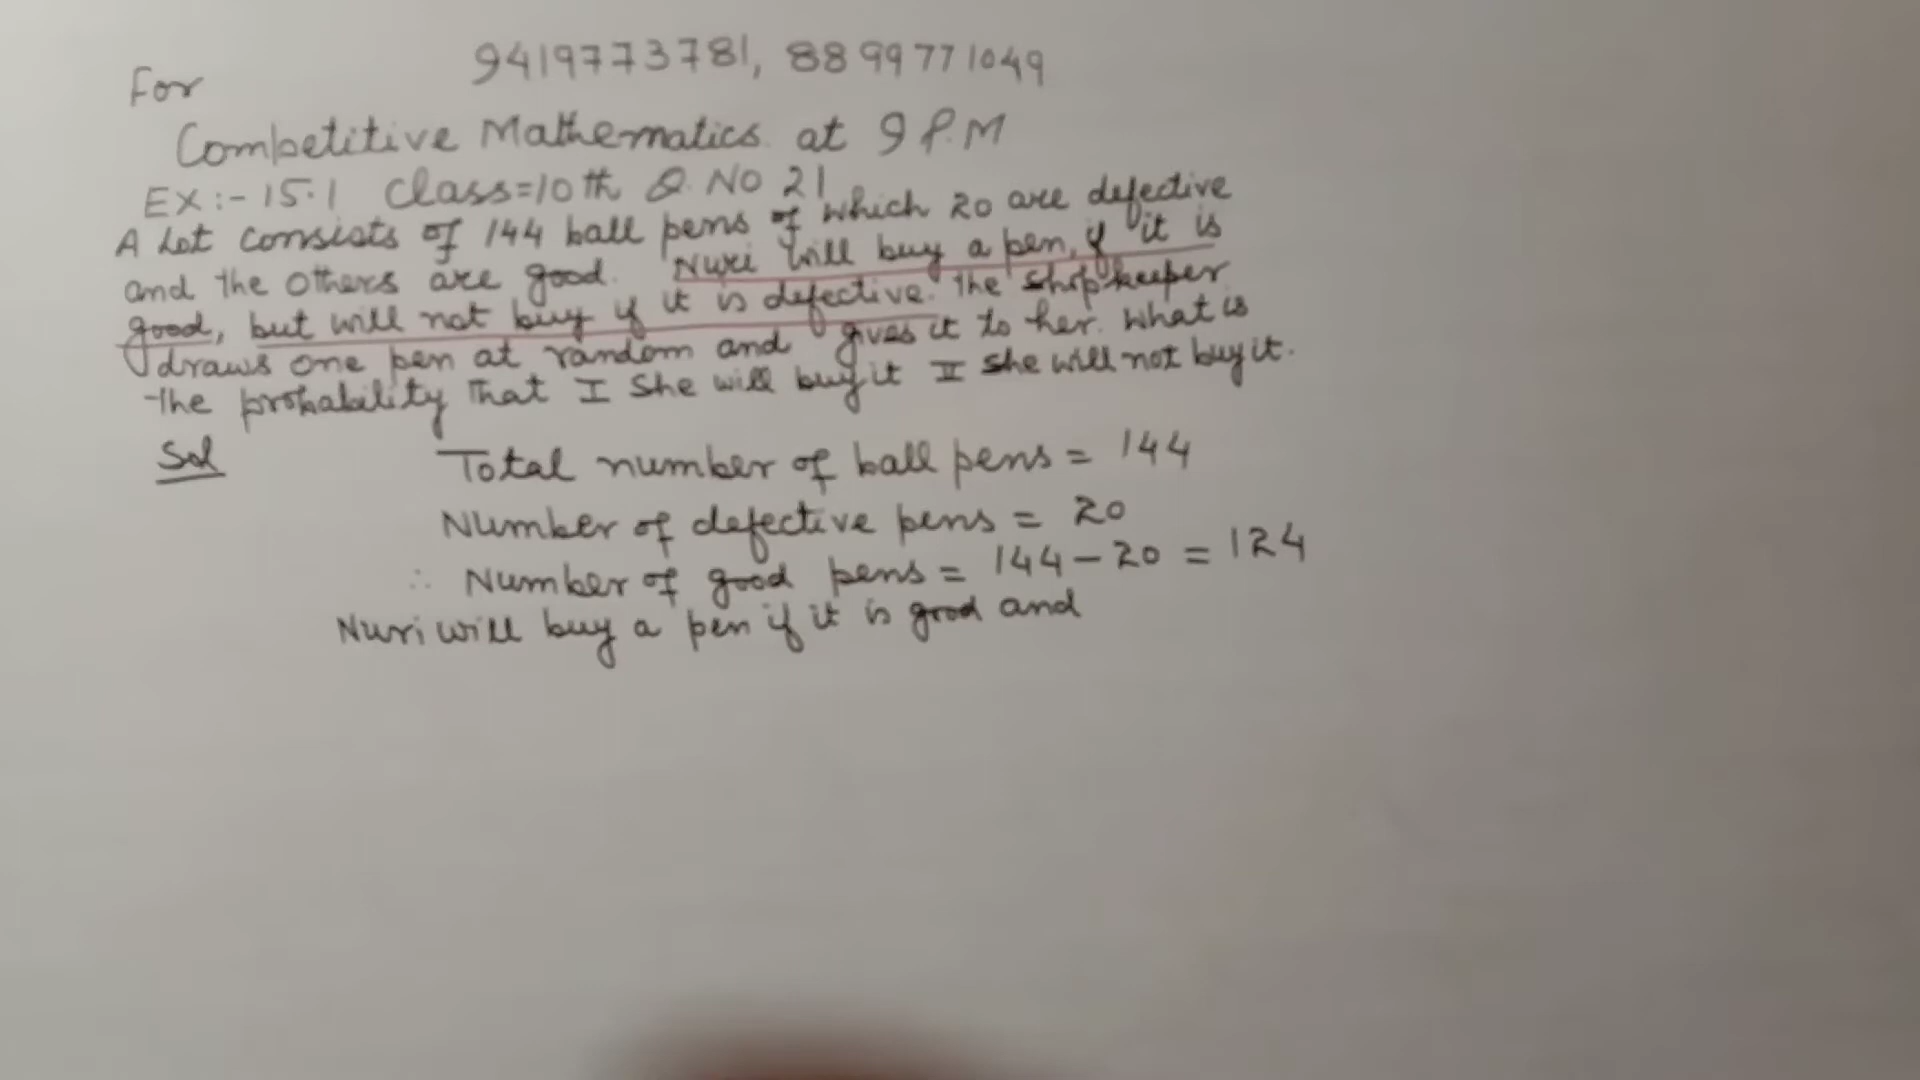 9419773781, 8899771049
For
Competitive Mathematics at 9 P.M
EX:- 15.1 Class=10th Q. NO 21
A Lot consists of 144 ball pens of which 20 are defective
and the others are good. Nuri will buy a pen, if it is
good, but will not buy if it is defective. The shopkeeper
draws one pen at random and gives it to her. What is
the probability that I She will buy it II she will not buy it.
Sol Total number of ball pens = 144
Number of defective pens = 20
∴ Number of good pens = 144 - 20 = 124
Nuri will buy a pen if it is good and